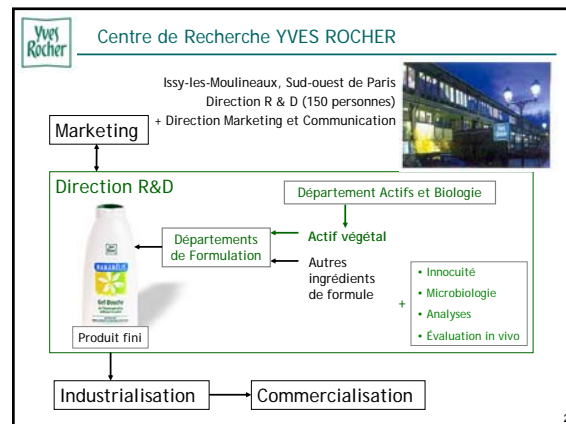 Yves
Rocher
Centre de Recherche YVES ROCHER
Issy-les-Moulineaux, Sud-ouest de Paris
Direction R & D (150 personnes)
+ Direction Marketing et Communication
Marketing
Direction R&D
Département Actifs et Biologie
Départements
de Formulation
Actif végétal
Autres
ingrédients
de formule
+
• Innocuité
• Microbiologie
• Analyses
• Évaluation in vivo
Gel Douche
Produit fini
Industrialisation
Commercialisation
2